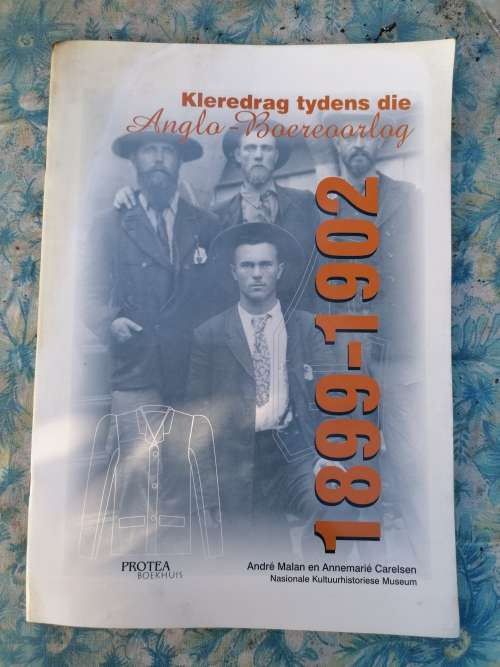 Kleredrag tydens die
Anglo-Boereoorlog
1899-1902
PROTEA
BOEKHUIS
André Malan en Annemarié Carelsen
Nasionale Kultuurhistoriese Museum